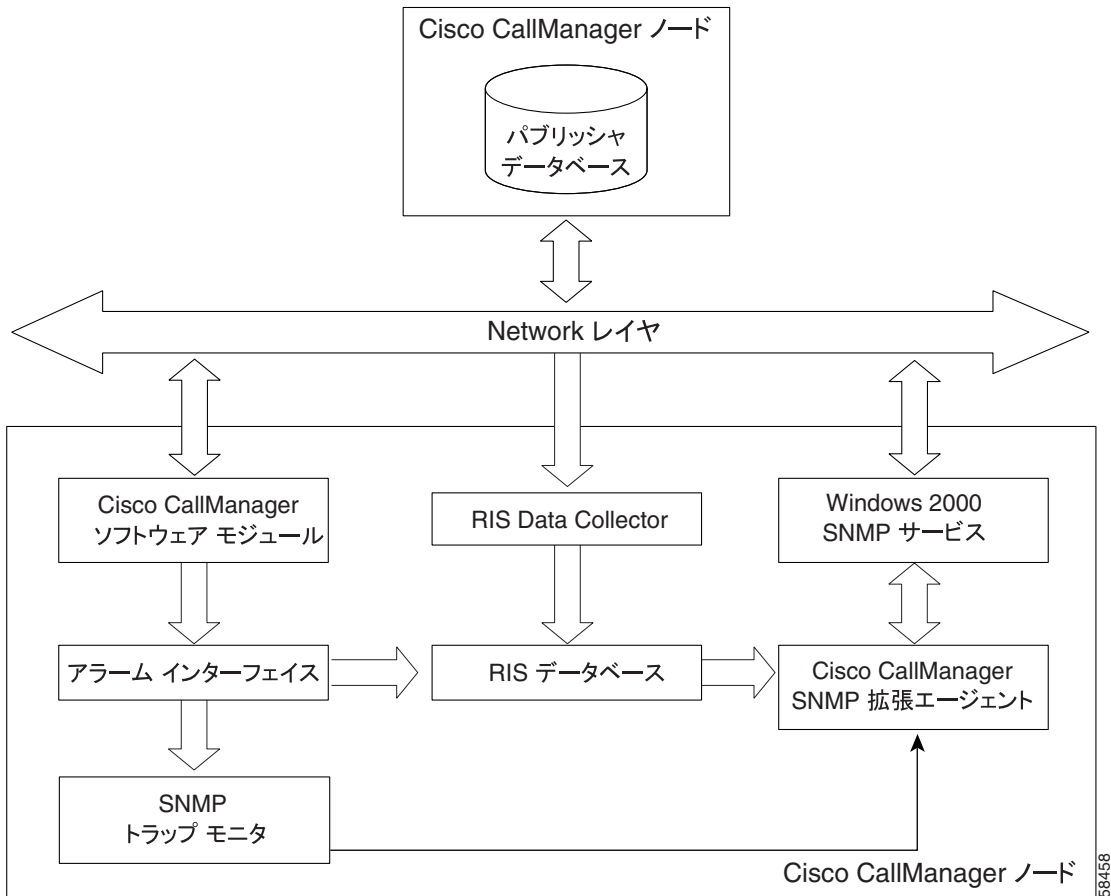 Cisco CallManager ノード
パブリッシャ
データベース
Network レイヤ
Cisco CallManager
ソフトウェア モジュール
RIS Data Collector
Windows 2000
SNMP サービス
アラーム インターフェイス
RIS データベース
Cisco CallManager
SNMP 拡張エージェント
SNMP
トラップ モニタ
Cisco CallManager ノード
58458